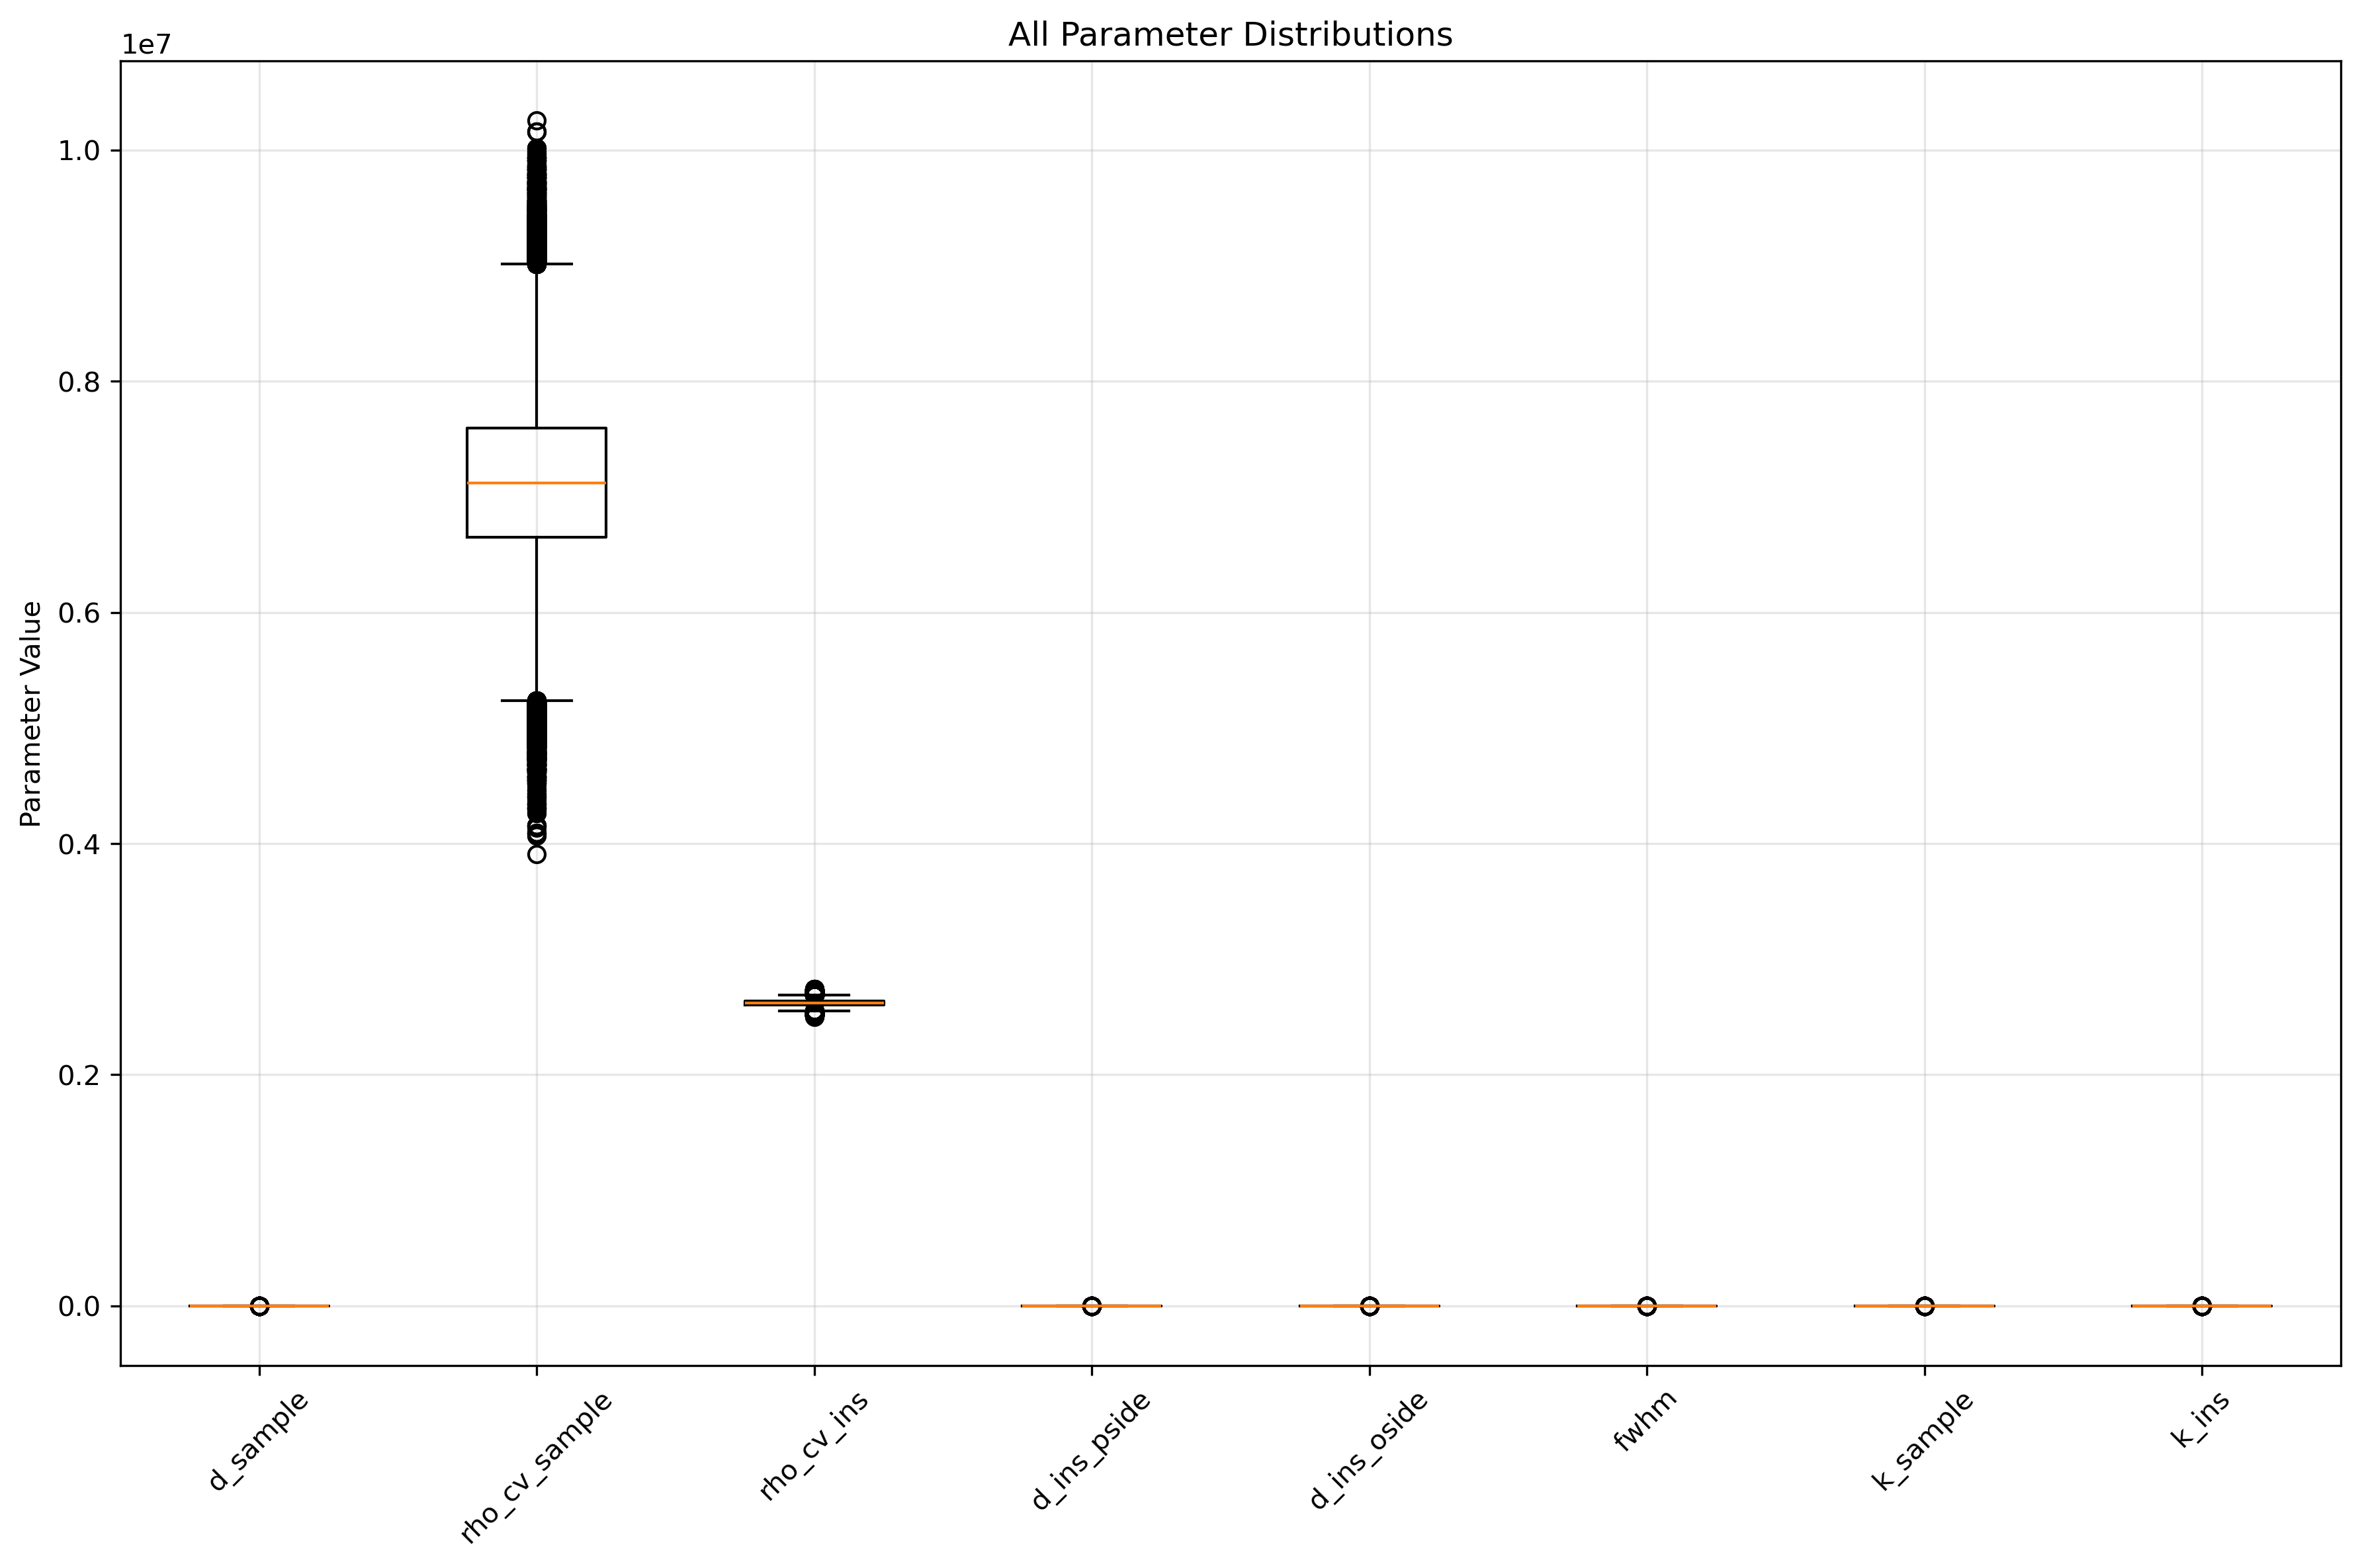 All Parameter Distributions
1e7
Parameter Value
1.0
0.8
0.6
0.4
0.2
0.0
d_sample
rho_cv_sample
rho_cv_ins
d_ins_pside
d_ins_oside
fwhm
k_sample
k_ins